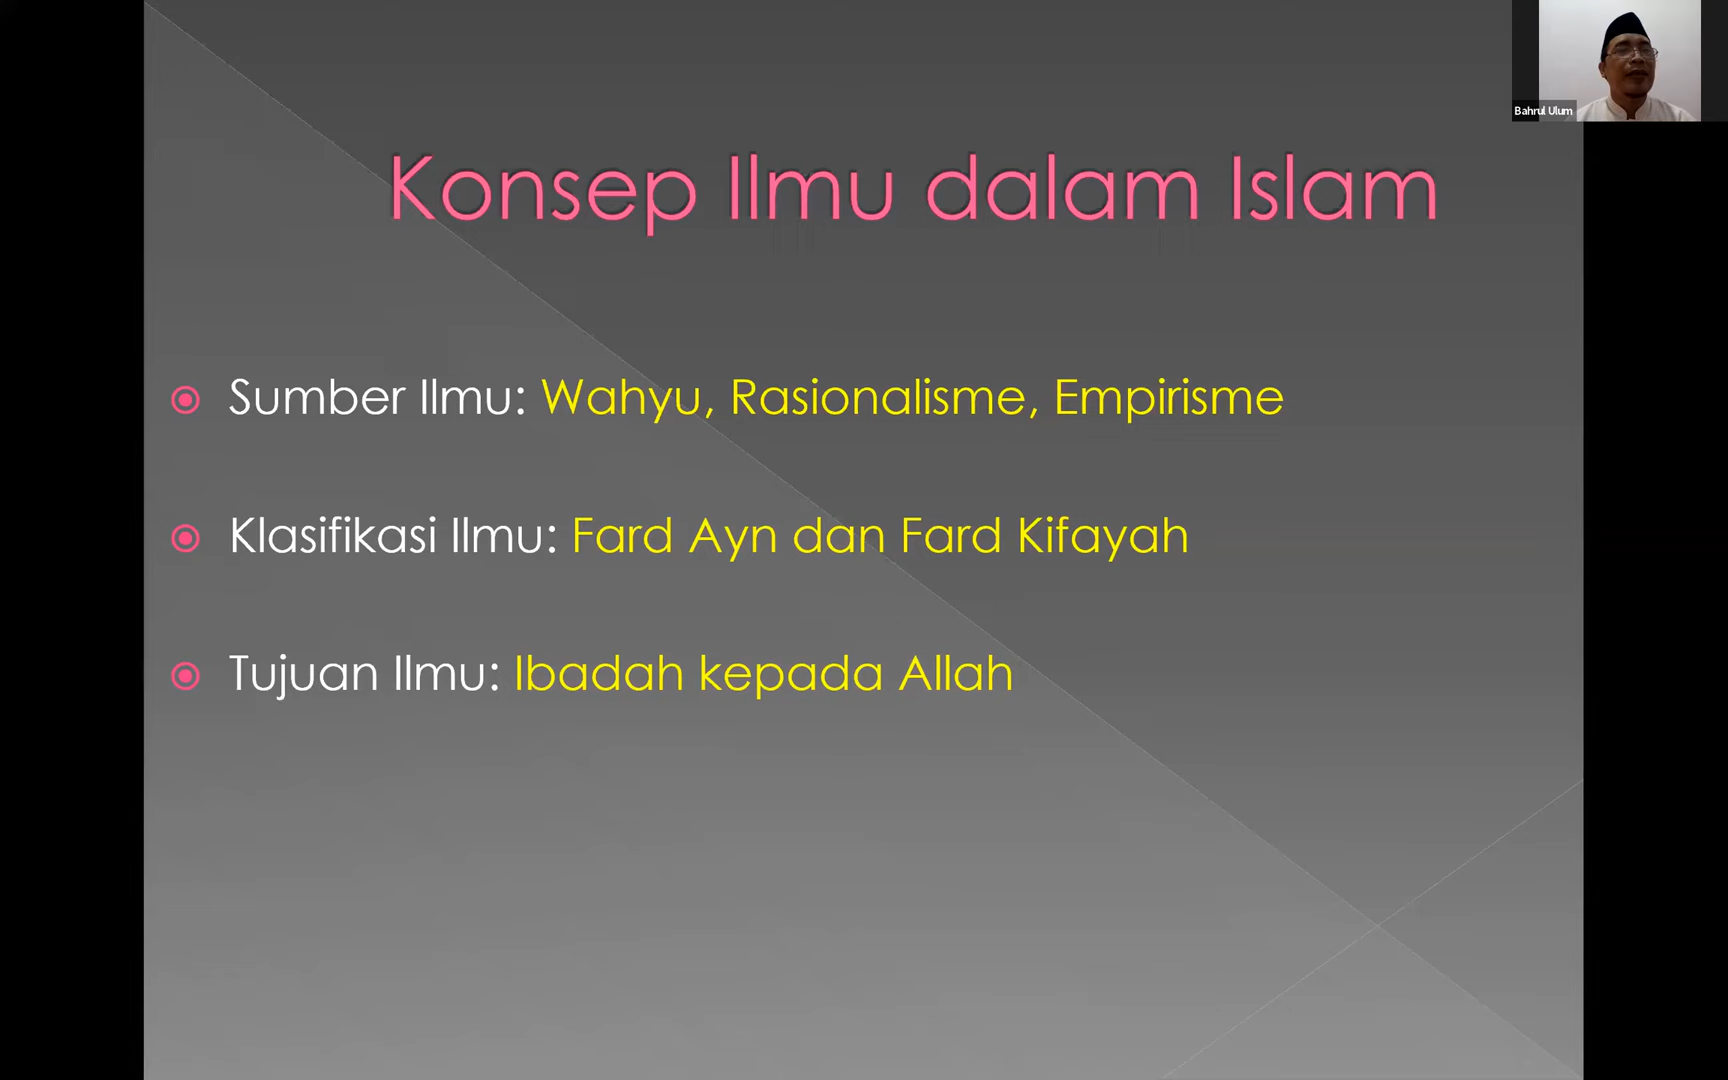 Bahrul Ulum
Konsep Ilmu dalam Islam
Sumber Ilmu: Wahyu, Rasionalisme, Empirisme
Klasifikasi Ilmu: Fard Ayn dan Fard Kifayah
Tujuan Ilmu: Ibadah kepada Allah